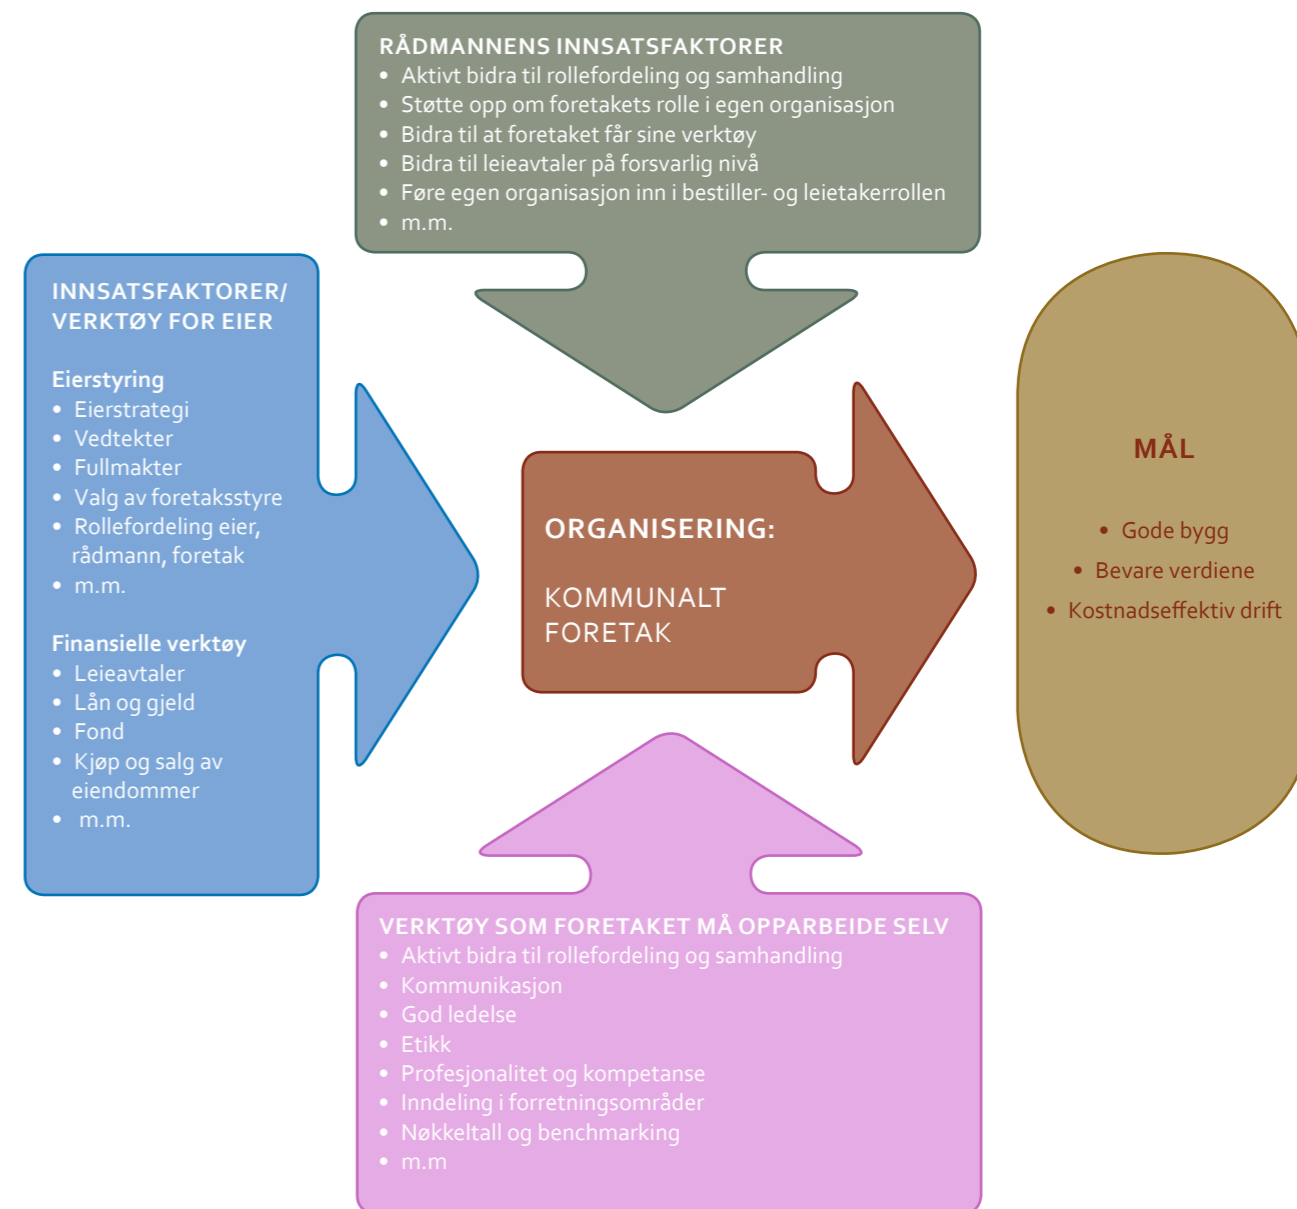 RÅDMANNENS INNSATSFAKTORER
• Aktivt bidra til rollefordeling og samhandling
• Støtte opp om foretakets rolle i egen organisasjon
• Bidra til at foretaket får sine verktøy
• Bidra til leieavtaler på forsvarlig nivå
• Føre egen organisasjon inn i bestiller- og leietakerrollen
• m.m.
INNSATSFAKTORER/
VERKTØY FOR EIER
Eierstyring
• Eierstrategi
• Vedtekter
• Fullmakter
• Valg av foretaksstyre
• Rollefordeling eier,
rådmann, foretak
• m.m.
Finansielle verktøy
• Leieavtaler
• Lån og gjeld
• Fond
• Kjøp og salg av
eiendommer
• m.m.
ORGANISERING:
KOMMUNALT
FORETAK
MÅL
• Gode bygg
• Bevare verdiene
• Kostnadseffektiv drift
VERKTØY SOM FORETAKET MÅ OPPARBEIDE SELV
• Aktivt bidra til rollefordeling og samhandling
• Kommunikasjon
• God ledelse
• Etikk
• Profesjonalitet og kompetanse
• Inndeling i forretningsområder
• Nøkkeltall og benchmarking
• m.m